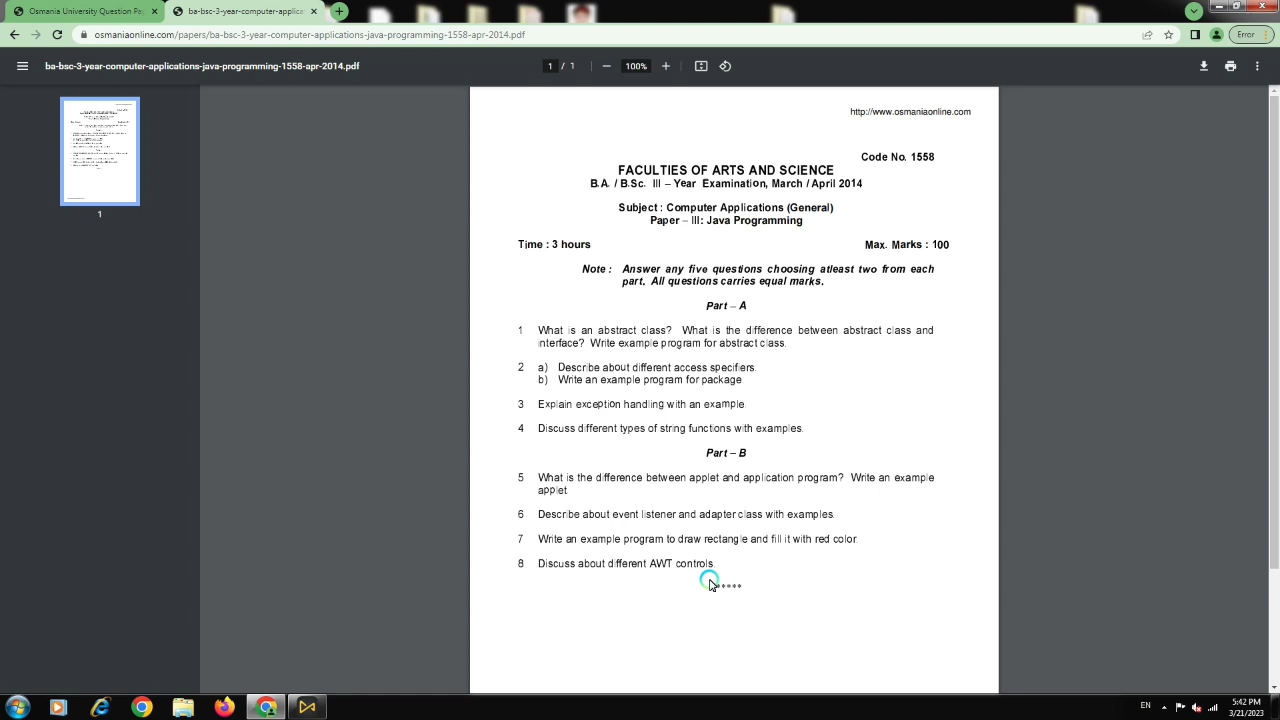 Osmania University Question Pa
ba-bsc-3-year-computer-applicat
osmaniaonline.com/papers/ba-bsc-3-year-computer-applications-java-programming-1558-apr-2014.pdf
Error
ba-bsc-3-year-computer-applications-java-programming-1558-apr-2014.pdf
1 / 1
100%
1
http://www.osmaniaonline.com
Code No. 1558
FACULTIES OF ARTS AND SCIENCE
B.A. / B.Sc. III – Year Examination, March / April 2014
Subject : Computer Applications (General)
Paper – III: Java Programming
Time : 3 hours Max. Marks : 100
Note : Answer any five questions choosing atleast two from each
part. All questions carries equal marks.
Part – A
1 What is an abstract class? What is the difference between abstract class and
interface? Write example program for abstract class.
2 a) Describe about different access specifiers.
b) Write an example program for package.
3 Explain exception handling with an example.
4 Discuss different types of string functions with examples.
Part – B
5 What is the difference between applet and application program? Write an example
applet.
6 Describe about event listener and adapter class with examples.
7 Write an example program to draw rectangle and fill it with red color.
8 Discuss about different AWT controls.
*****
EN
5:42 PM
3/21/2023